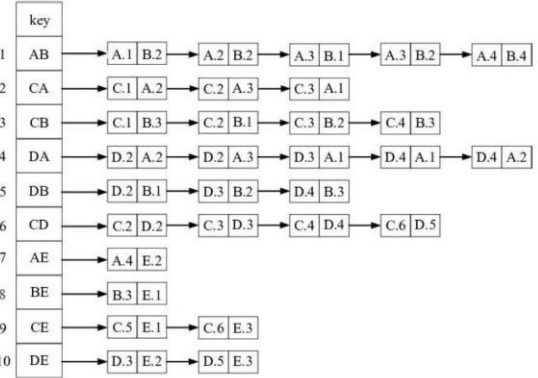 key
1 AB A.1 B.2 A.2 B.2 A.3 B.1 A.3 B.2 A.4 B.4
2 CA C.1 A.2 C.2 A.3 C.3 A.1
3 CB C.1 B.3 C.2 B.1 C.3 B.2 C.4 B.3
4 DA D.2 A.2 D.2 A.3 D.3 A.1 D.4 A.1 D.4 A.2
5 DB D.2 B.1 D.3 B.2 D.4 B.3
6 CD C.2 D.2 C.3 D.3 C.4 D.4 C.6 D.5
7 AE A.4 E.2
8 BE B.3 E.1
9 CE C.5 E.1 C.6 E.3
10 DE D.3 E.2 D.5 E.3